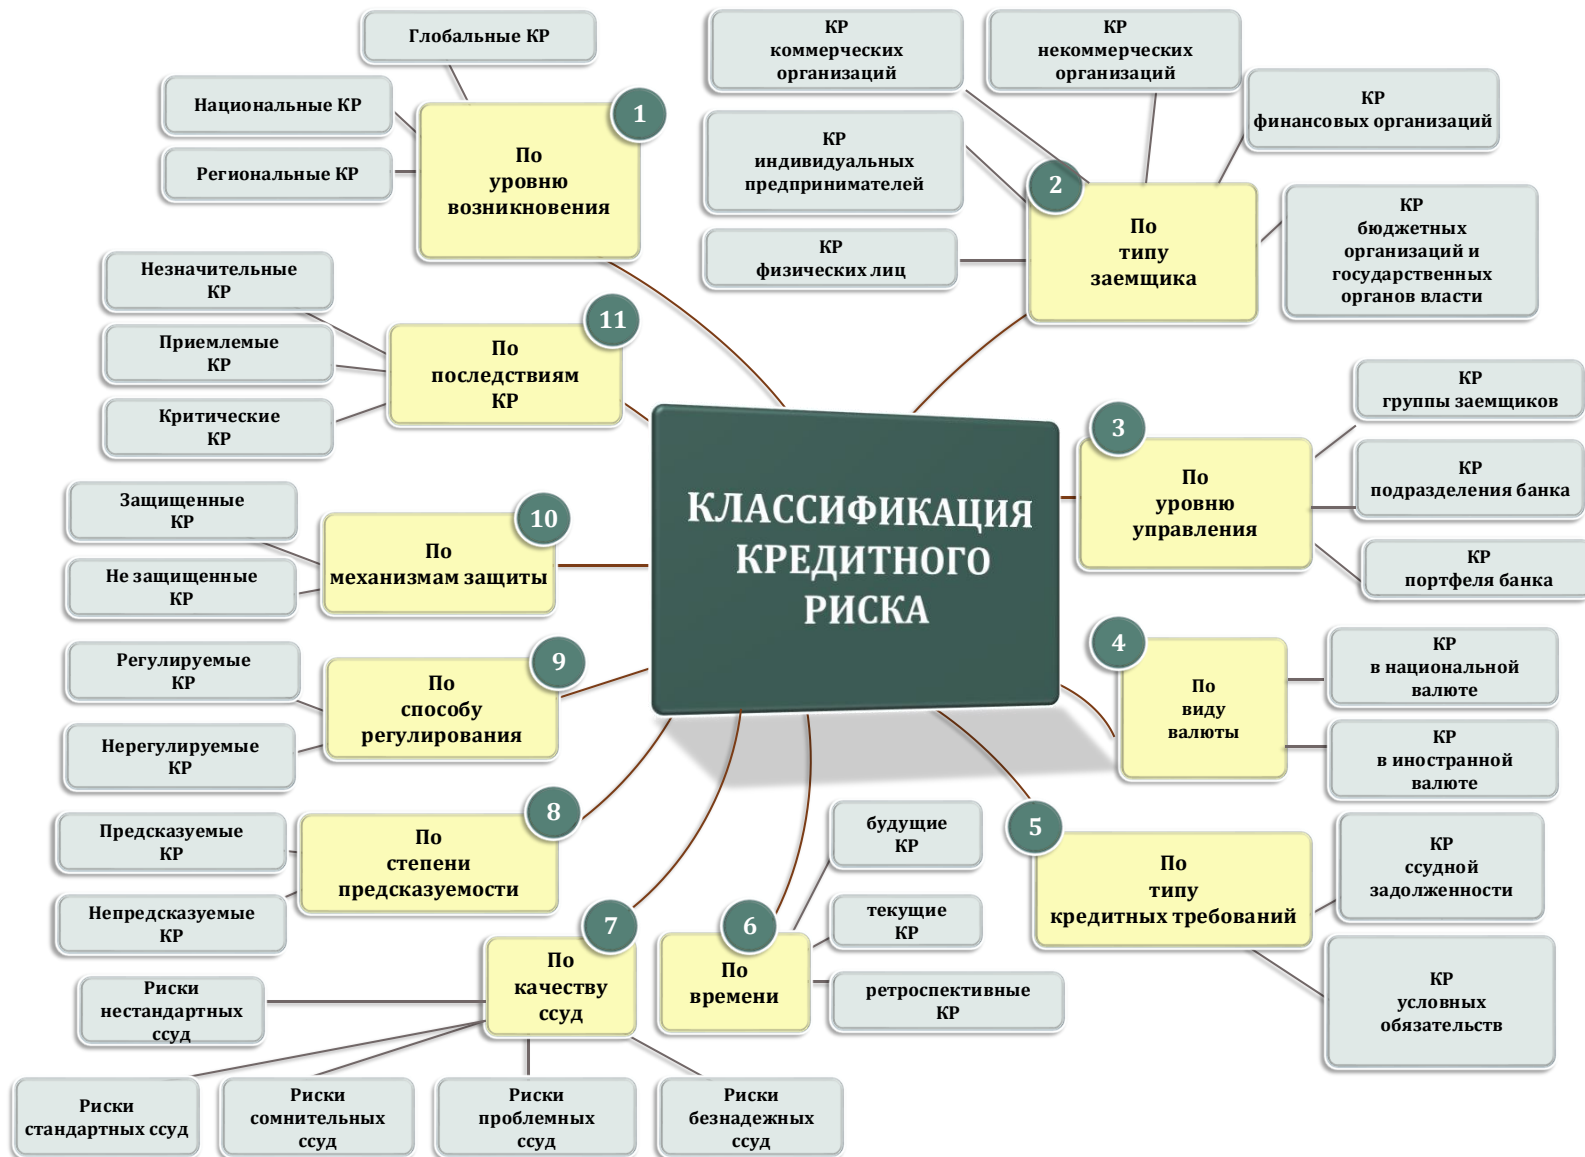 КЛАССИФИКАЦИЯ
КРЕДИТНОГО
РИСКА
1
По
уровню
возникновения
Глобальные КР
Национальные КР
Региональные КР
2
По
типу
заемщика
КР
коммерческих
организаций
КР
некоммерческих
организаций
КР
финансовых организаций
КР
индивидуальных
предпринимателей
КР
физических лиц
КР
бюджетных
организаций и
государственных
органов власти
3
По
уровню
управления
КР
группы заемщиков
КР
подразделения банка
КР
портфеля банка
4
По
виду
валюты
КР
в национальной
валюте
КР
в иностранной
валюте
5
По
типу
кредитных требований
КР
ссудной
задолженности
КР
условных
обязательств
6
По
времени
будущие
КР
текущие
КР
ретроспективные
КР
7
По
качеству
ссуд
Риски
нестандартных
ссуд
Риски
стандартных ссуд
Риски
сомнительных
ссуд
Риски
проблемных
ссуд
Риски
безнадежных
ссуд
8
По
степени
предсказуемости
Предсказуемые
КР
Непредсказуемые
КР
9
По
способу
регулирования
Регулируемые
КР
Нерегулируемые
КР
10
По
механизмам защиты
Защищенные
КР
Не защищенные
КР
11
По
последствиям
КР
Незначительные
КР
Приемлемые
КР
Критические
КР